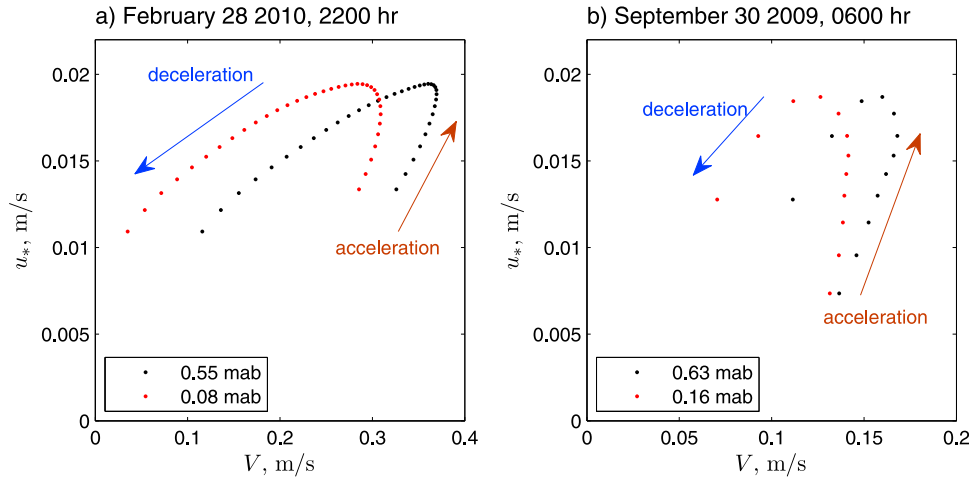 a) February 28 2010, 2200 hr
0.02
0.015
0.01
0.005
0
u*, m/s
deceleration
acceleration
0.55 mab
0.08 mab
0 0.1 0.2 0.3 0.4
V, m/s
b) September 30 2009, 0600 hr
0.02
0.015
0.01
0.005
0
u*, m/s
deceleration
acceleration
0.63 mab
0.16 mab
0 0.05 0.1 0.15 0.2
V, m/s